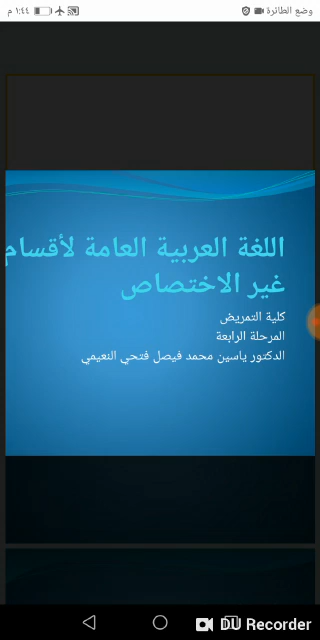 وضع الطائرة
١:٤٤ م
اللغة العربية العامة لأقسام
غير الاختصاص
كلية التمريض
المرحلة الرابعة
الدكتور ياسين محمد فيصل فتحي النعيمي
DU Recorder